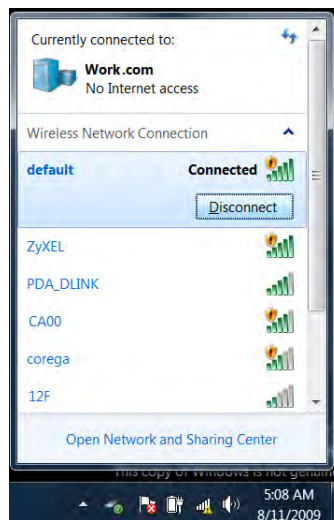 Currently connected to:
Work.com
No Internet access
Wireless Network Connection
default Connected
Disconnect
ZyXEL
PDA_DLINK
CA00
corega
12F
Open Network and Sharing Center
This copy of Windows is not genuin
5:08 AM
8/11/2009